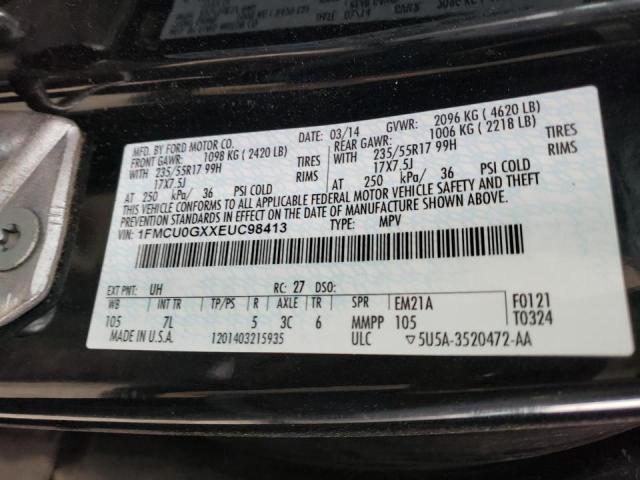 MFD. BY FORD MOTOR CO. DATE: 03/14 GVWR: 2096 KG ( 4620 LB)
FRONT GAWR: 1098 KG ( 2420 LB) REAR GAWR: 1006 KG ( 2218 LB)
WITH 235/55R17 99H TIRES WITH 235/55R17 99H TIRES
17X7.5J RIMS 17X7.5J RIMS
AT 250 kPa/ 36 PSI COLD AT 250 kPa/ 36 PSI COLD
THIS VEHICLE CONFORMS TO ALL APPLICABLE FEDERAL MOTOR VEHICLE SAFETY AND THEFT
PREVENTION STANDARDS IN EFFECT ON THE DATE OF MANUFACTURE SHOWN ABOVE.
VIN: 1FMCU0GXXEUC98413 TYPE: MPV
EXT PNT: UH RC: 27 DSO:
WB INT TR TP/PS R AXLE TR SPR EM21A F0121
105 7L 5 3C 6 MMPP 105 T0324
MADE IN U.S.A. 1201403215935 ULC ▽5U5A-3520472-AA